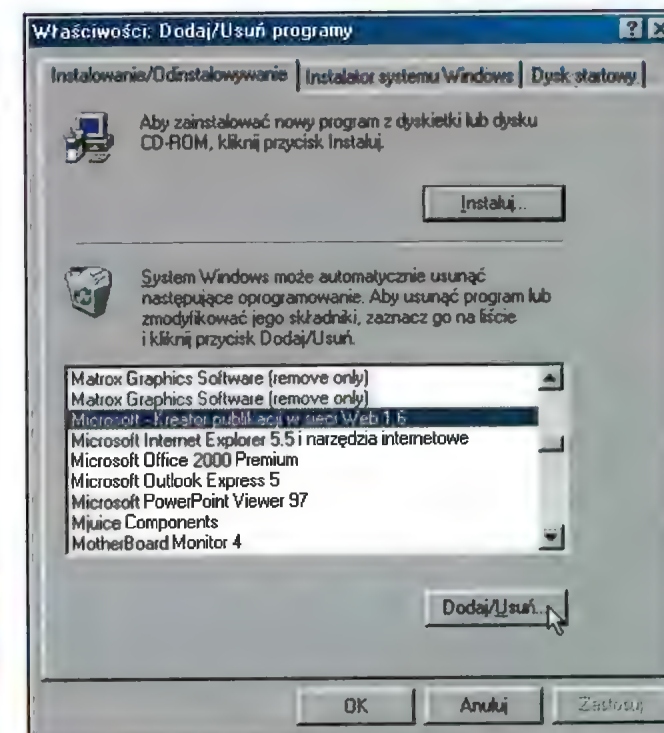 Właściwości: Dodaj/Usuń programy
Instalowanie/Odinstalowywanie Instalator systemu Windows Dysk startowy
Aby zainstalować nowy program z dyskietki lub dysku
CD-ROM, kliknij przycisk Instaluj.
Instaluj...
System Windows może automatycznie usunąć
następujące oprogramowanie. Aby usunąć program lub
zmodyfikować jego składniki, zaznacz go na liście
i kliknij przycisk Dodaj/Usuń.
Matrox Graphics Software (remove only)
Matrox Graphics Software (remove only)
Microsoft - Kreator publikacji w sieci Web 1.6
Microsoft Internet Explorer 5.5 i narzędzia internetowe
Microsoft Office 2000 Premium
Microsoft Outlook Express 5
Microsoft PowerPoint Viewer 97
Mjuice Components
MotherBoard Monitor 4
Dodaj/Usuń...
OK Anuluj Zastosuj